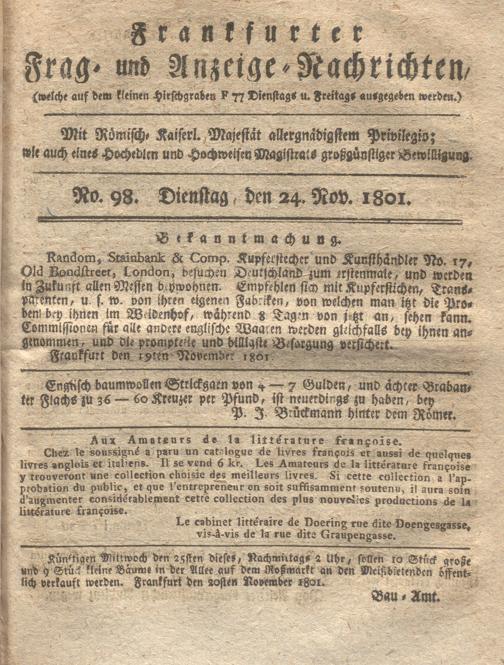 Frankfurter
Frag- und Anzeige-Nachrichten,
(welche auf dem kleinen Hirschgraben F 77 Dienstags u. Freitags ausgegeben werden.)
Mit Römisch-Kaiserl. Majestät allergnädigstem Privilegio;
wie auch eines Hochedlen und Hochweisen Magistrats großgünstiger Bewilligung.
No. 98. Dienstag, den 24. Nov. 1801.
Bekanntmachung.
Random, Stainbank & Comp. Kupferstecher und Kunsthändler No. 17,
Old Bondstreet, London, besuchen Deutschland zum erstenmale, und werden
in Zukunft allen Messen beywohnen. Empfehlen sich mit Kupferstichen, Trans-
parenten, u. s. w. von ihren eigenen Fabriken, von welchen man itzt die Pro-
ben bey ihnen im Weidenhof, während 8 Tagen von jetzt an, sehen kann.
Commissionen für alle andere englische Waaren werden gleichfalls bey ihnen an-
genommen, und die prompteste und billigste Besorgung versichert.
Frankfurt den 19ten November 1801.
Englisch baumwollen Strickgarn von 4 — 7 Gulden, und ächter Braban-
ter Flachs zu 36 — 60 Kreuzer per Pfund, ist neuerdings zu haben, bey
P. J. Brückmann hinter dem Römer.
Aux Amateurs de la littérature françoise.
Chez le soussigné a paru un catalogue de livres françois et aussi de quelques
livres anglois et italiens. Il se vend 6 kr. Les Amateurs de la littérature françoise
y trouveront une collection choisie des meilleurs livres. Si cette collection a l'ap-
probation du public, et que l'entrepreneur en soit suffisamment soutenu, il aura soin
d'augmenter considérablement cette collection des plus nouvelles productions de la
littérature françoise.
Le cabinet littéraire de Doering rue dite Doengesgasse,
vis-à-vis de la rue dite Graupengasse.
Künftigen Mittwoch den 25sten dieses, Nachmittags 2 Uhr, sollen 10 Stück große
und 9 Stück kleine Bäume in der Allee auf dem Roßmarkt an den Meistbietenden öffent-
lich verkauft werden. Frankfurt den 20sten November 1801.
Bau-Amt.